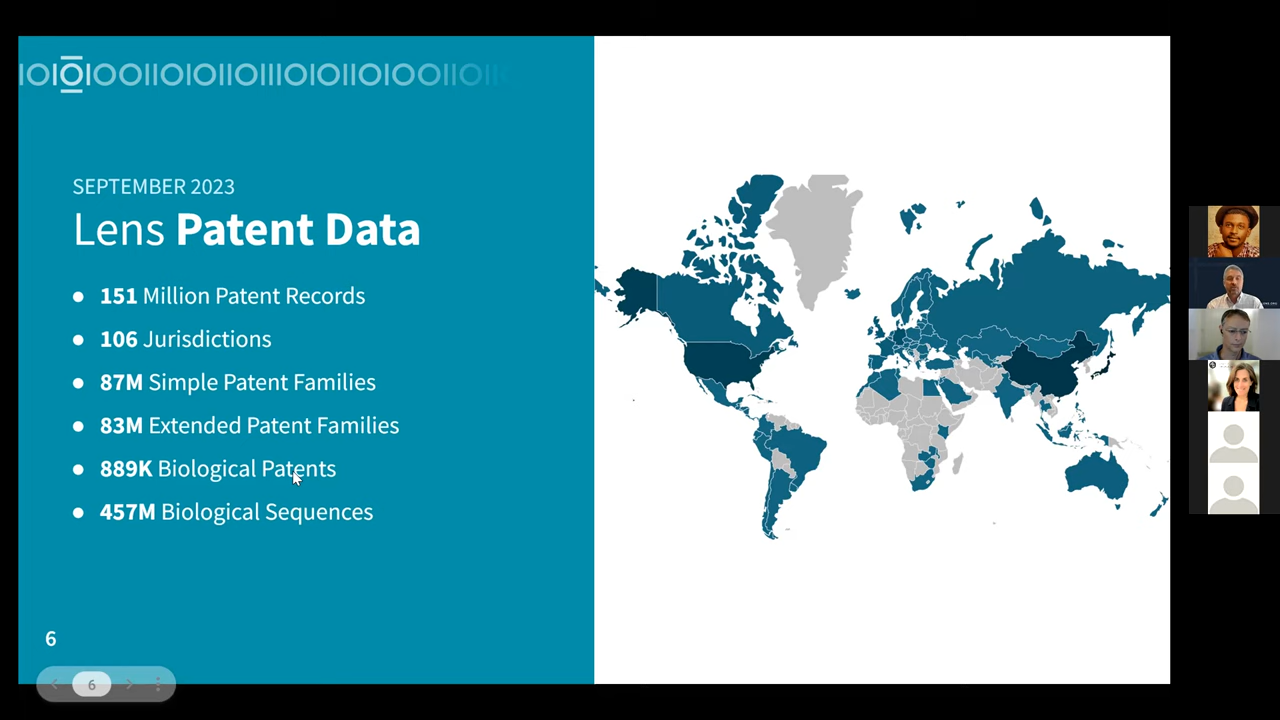 SEPTEMBER 2023
Lens Patent Data
151 Million Patent Records
106 Jurisdictions
87M Simple Patent Families
83M Extended Patent Families
889K Biological Patents
457M Biological Sequences
6
6